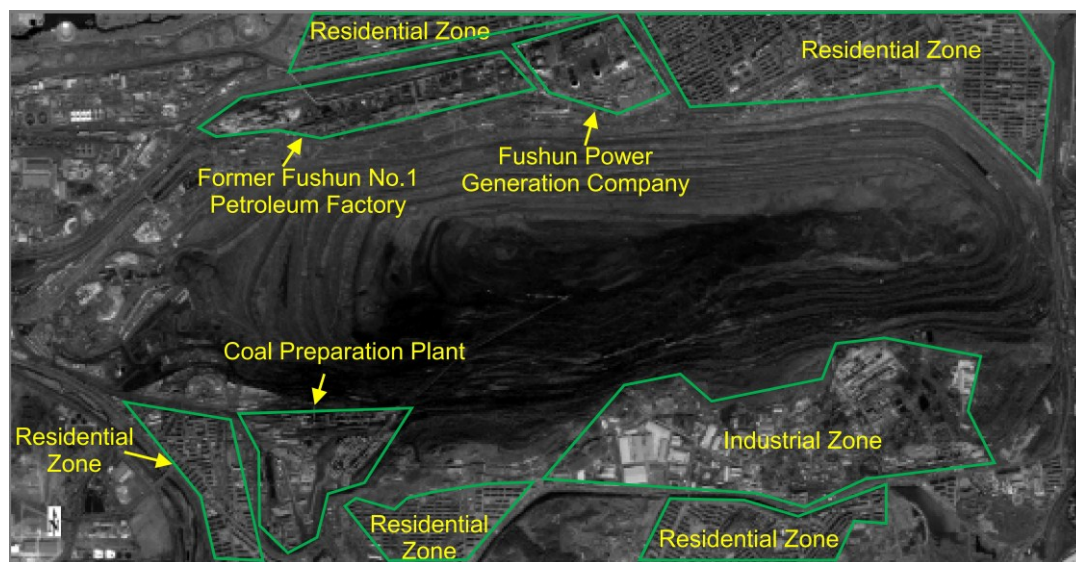 Residential Zone
Residential Zone
Former Fushun No.1
Petroleum Factory
Fushun Power
Generation Company
Coal Preparation Plant
Residential
Zone
Industrial Zone
Residential
Zone
Residential Zone
N